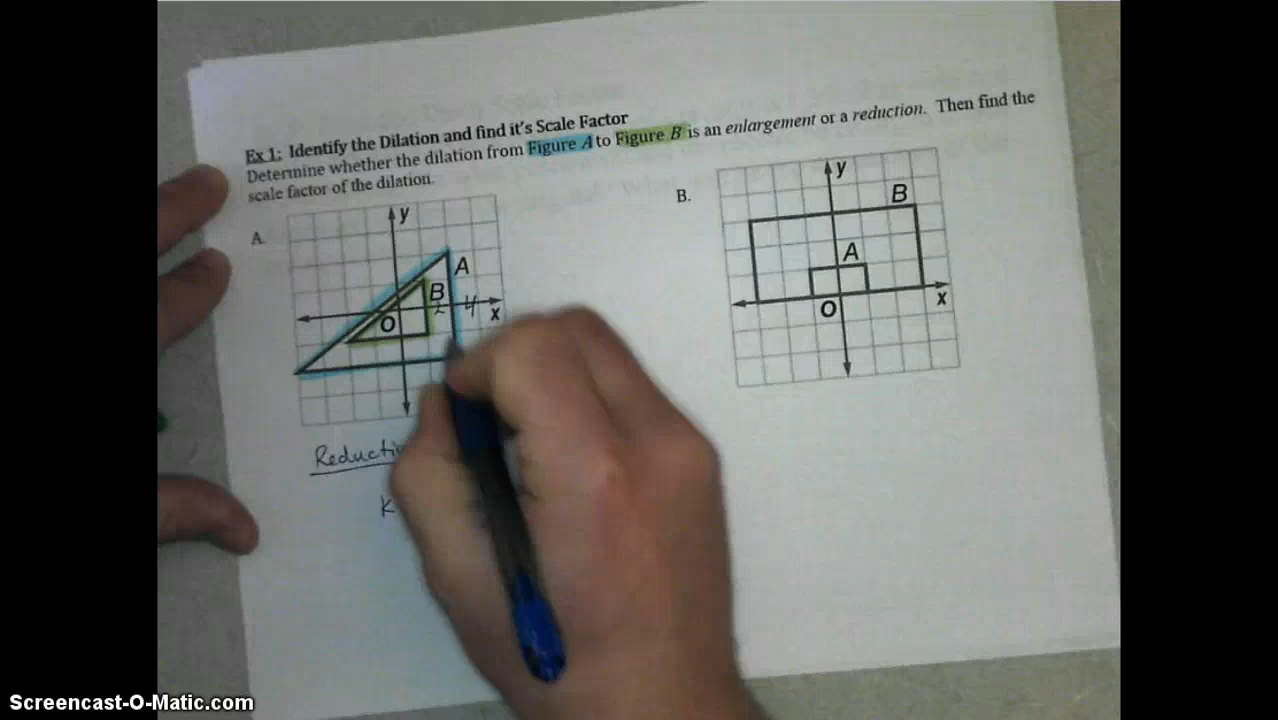 Ex 1: Identify the Dilation and find it's Scale Factor
Determine whether the dilation from Figure A to Figure B is an enlargement or a reduction. Then find the
scale factor of the dilation.
A.
y
A
B
2 4
O
x
B.
y
B
A
O
x
Reducti
K
Screencast-O-Matic.com